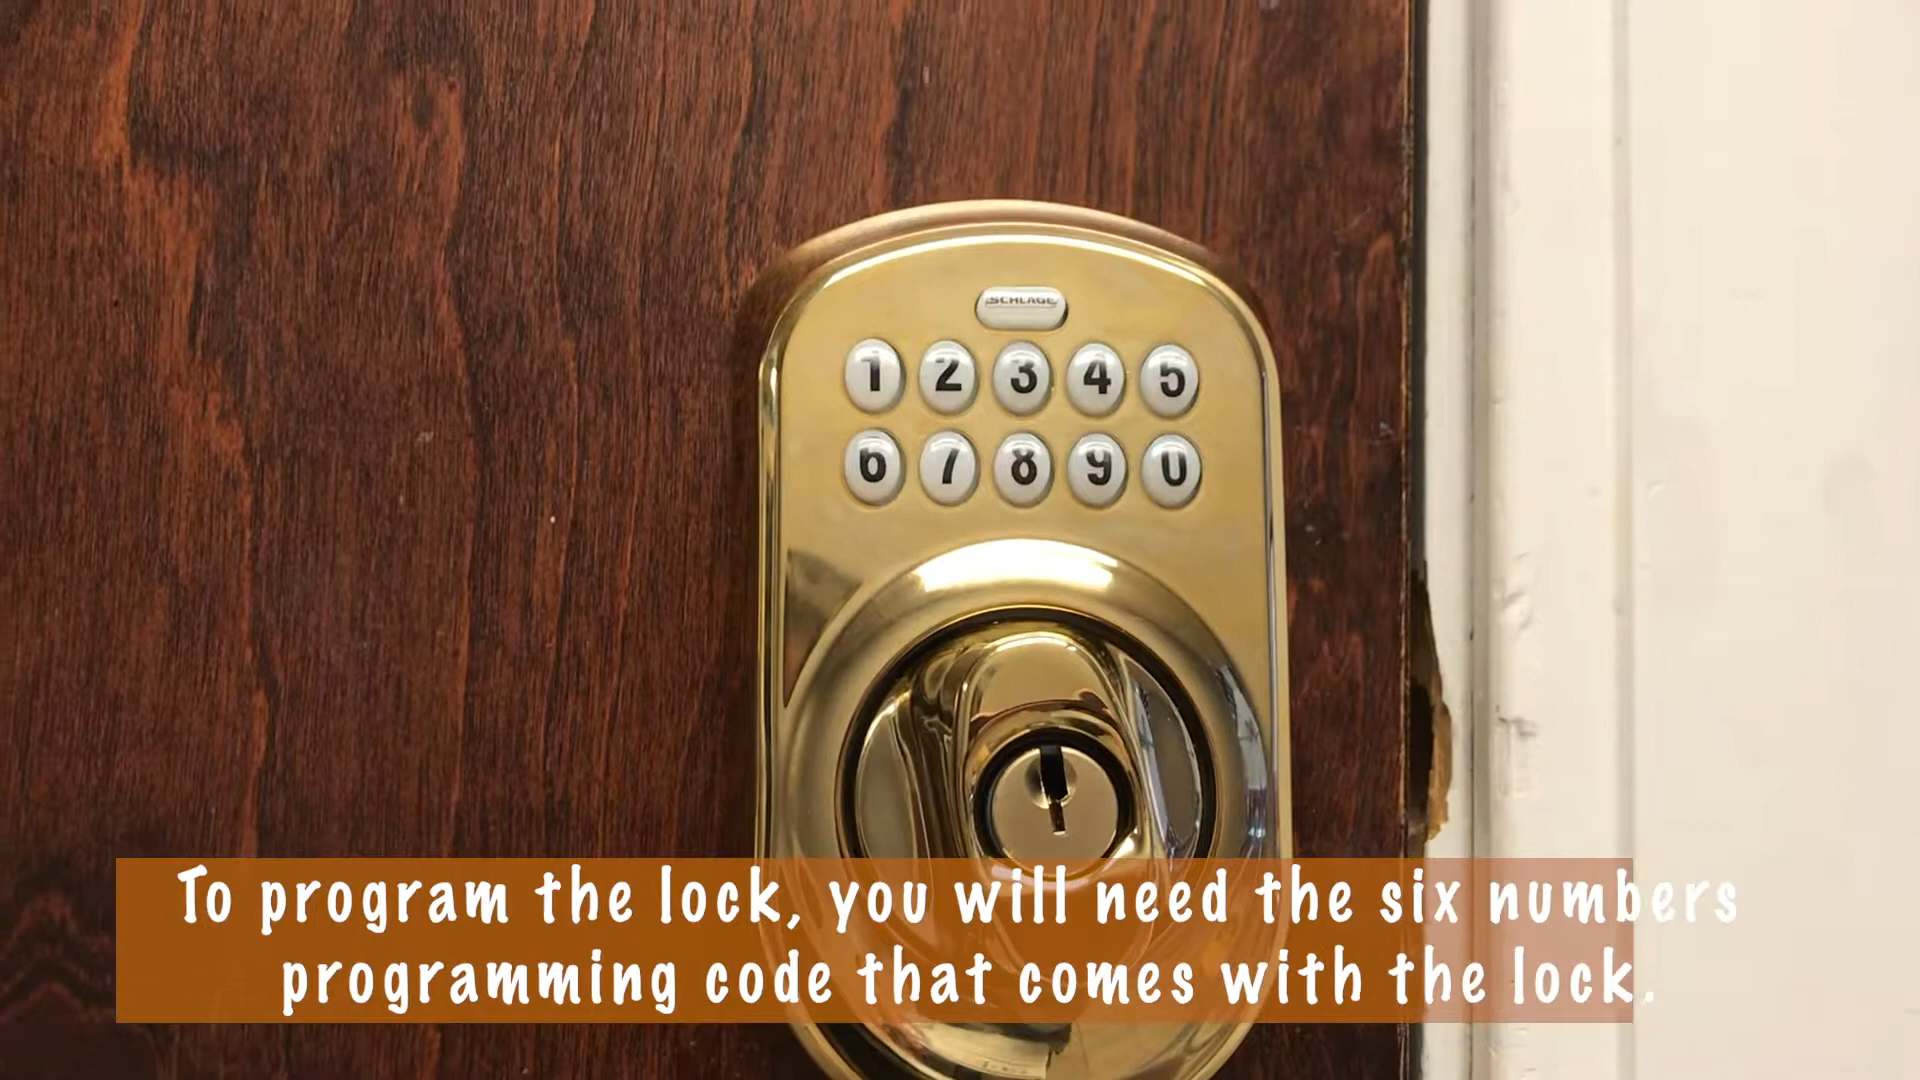 SCHLAGE
1 2 3 4 5
6 7 8 9 0
To program the lock, you will need the six numbers
programming code that comes with the lock.